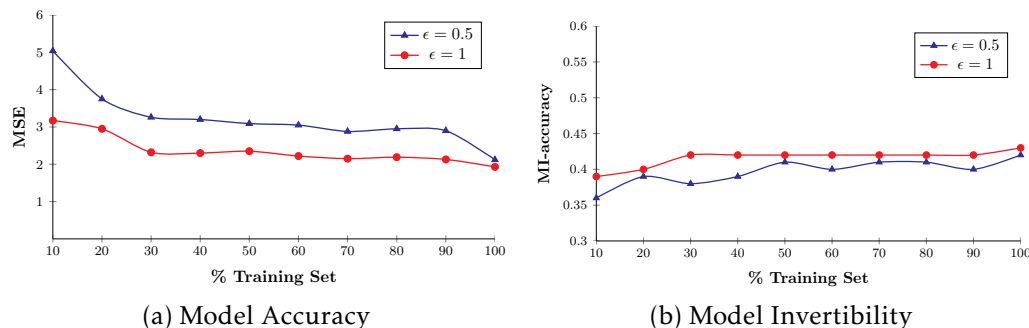 6
5
4
3
2
1
MSE
10 20 30 40 50 60 70 80 90 100
% Training Set
ϵ = 0.5
ϵ = 1
(a) Model Accuracy
0.6
0.55
0.5
0.45
0.4
0.35
0.3
MI-accuracy
10 20 30 40 50 60 70 80 90 100
% Training Set
ϵ = 0.5
ϵ = 1
(b) Model Invertibility